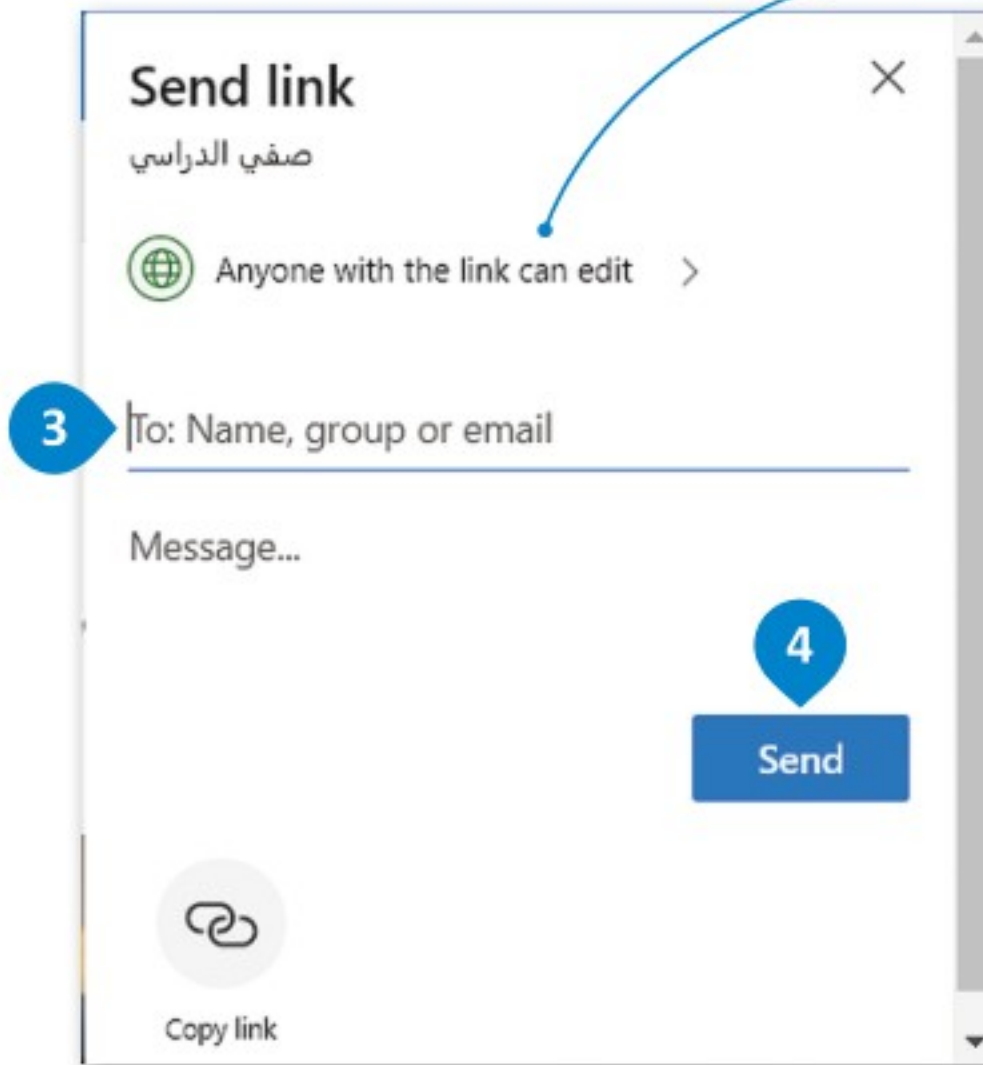 Send link
صفي الدراسي
Anyone with the link can edit
3
To: Name, group or email
Message...
4
Send
Copy link